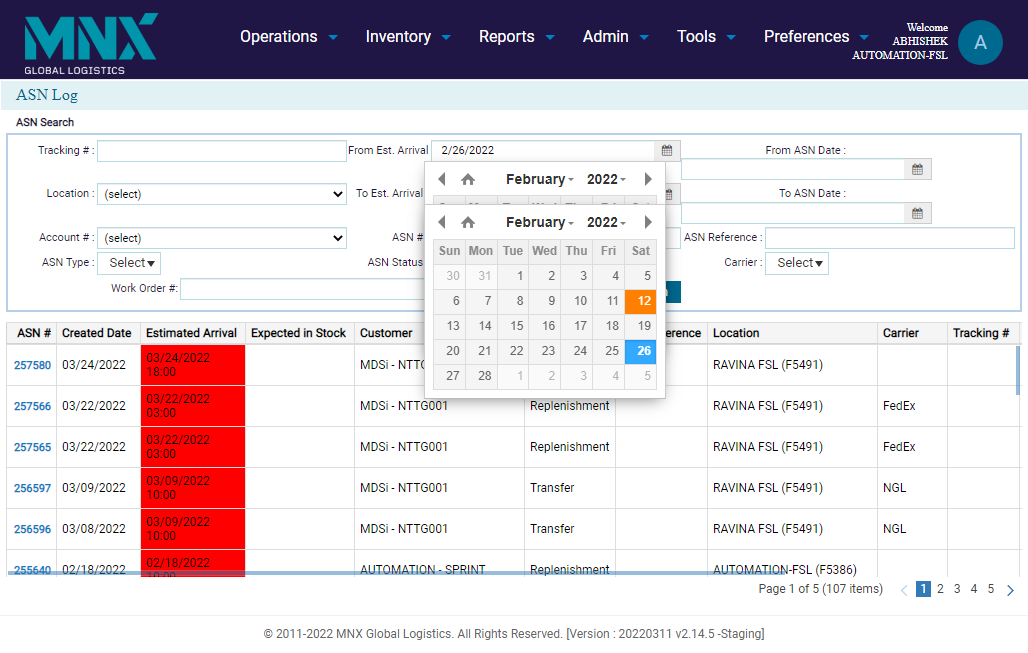 MNX
GLOBAL LOGISTICS
Operations Inventory Reports Admin Tools Preferences
Welcome
ABHISHEK
AUTOMATION-FSL
A
ASN Log
ASN Search
Tracking # : From Est. Arrival 2/26/2022 From ASN Date :
Location : (select) To Est. Arrival To ASN Date :
Account # : (select) ASN # ASN Reference :
ASN Type : Select ASN Status Carrier : Select
Work Order #:
February 2022
February 2022
Sun Mon Tue Wed Thu Fri Sat
30 31 1 2 3 4 5
6 7 8 9 10 11 12
13 14 15 16 17 18 19
20 21 22 23 24 25 26
27 28 1 2 3 4 5
ASN # Created Date Estimated Arrival Expected in Stock Customer Location Carrier Tracking #
257580 03/24/2022 03/24/2022 18:00 MDSi - NTTG001 RAVINA FSL (F5491)
257566 03/22/2022 03/22/2022 03:00 MDSi - NTTG001 Replenishment RAVINA FSL (F5491) FedEx
257565 03/22/2022 03/22/2022 03:00 MDSi - NTTG001 Replenishment RAVINA FSL (F5491) FedEx
256597 03/09/2022 03/09/2022 10:00 MDSi - NTTG001 Transfer RAVINA FSL (F5491) NGL
256596 03/08/2022 03/09/2022 10:00 MDSi - NTTG001 Transfer RAVINA FSL (F5491) NGL
255640 02/18/2022 02/18/2022 AUTOMATION - SPRINT Replenishment AUTOMATION-FSL (F5386)
Page 1 of 5 (107 items) 1 2 3 4 5
© 2011-2022 MNX Global Logistics. All Rights Reserved. [Version : 20220311 v2.14.5 -Staging]